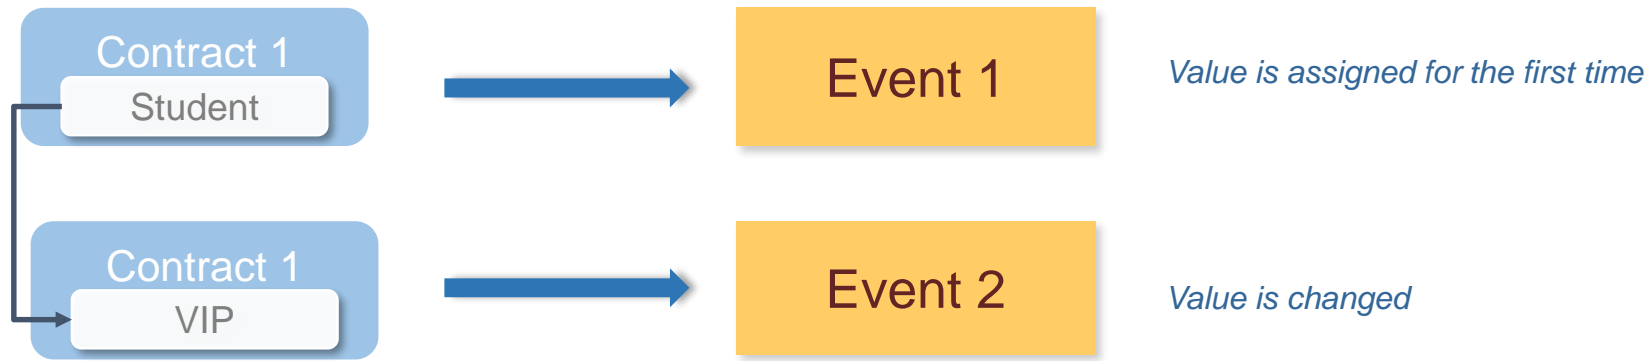 Contract 1
Student
Event 1
Value is assigned for the first time
Contract 1
VIP
Event 2
Value is changed